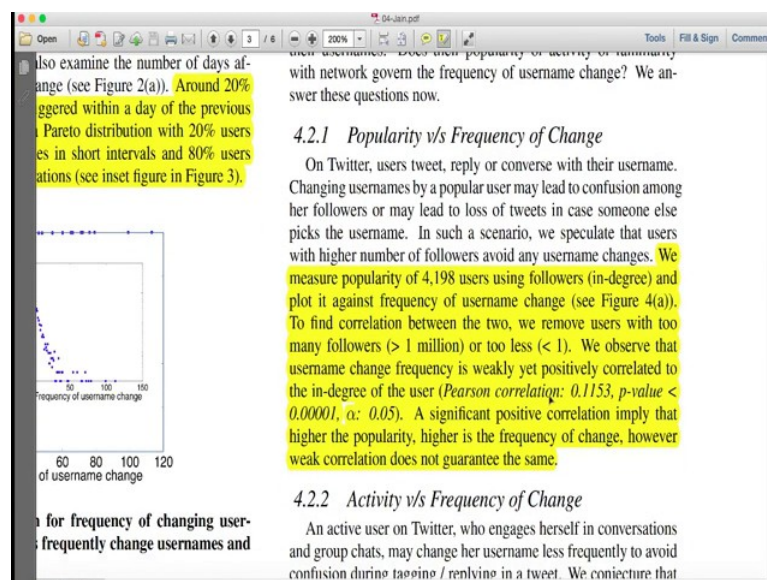 04-Jain.pdf
Open
3 / 6
200%
Tools
Fill & Sign
Commen
also examine the number of days af-
ange (see Figure 2(a)). Around 20%
ggered within a day of the previous
Pareto distribution with 20% users
es in short intervals and 80% users
ations (see inset figure in Figure 3).
50 100 150
Frequency of username change
60 80 100 120
of username change
n for frequency of changing user-
frequently change usernames and
their usernames. Does their popularity or activity or familiarity
with network govern the frequency of username change? We an-
swer these questions now.
4.2.1 Popularity v/s Frequency of Change
On Twitter, users tweet, reply or converse with their username.
Changing usernames by a popular user may lead to confusion among
her followers or may lead to loss of tweets in case someone else
picks the username. In such a scenario, we speculate that users
with higher number of followers avoid any username changes. We
measure popularity of 4,198 users using followers (in-degree) and
plot it against frequency of username change (see Figure 4(a)).
To find correlation between the two, we remove users with too
many followers (> 1 million) or too less (< 1). We observe that
username change frequency is weakly yet positively correlated to
the in-degree of the user (Pearson correlation: 0.1153, p-value <
0.00001, α: 0.05). A significant positive correlation imply that
higher the popularity, higher is the frequency of change, however
weak correlation does not guarantee the same.
4.2.2 Activity v/s Frequency of Change
An active user on Twitter, who engages herself in conversations
and group chats, may change her username less frequently to avoid
confusion during tagging / replying in a tweet. We conjecture that